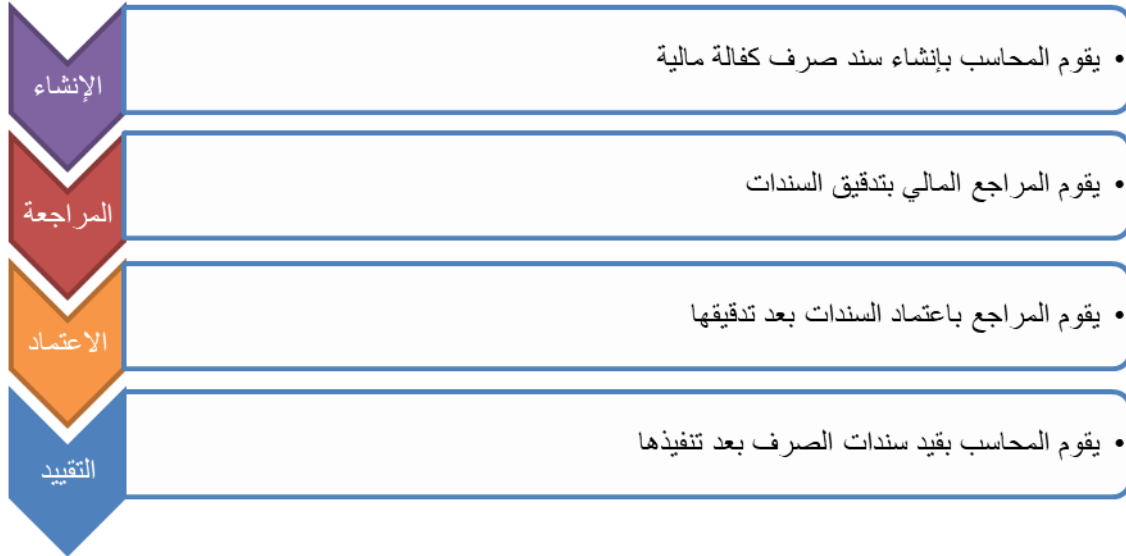 الإنشاء
• يقوم المحاسب بإنشاء سند صرف كفالة مالية
المراجعة
• يقوم المراجع المالي بتدقيق السندات
الاعتماد
• يقوم المراجع باعتماد السندات بعد تدقيقها
التقييد
• يقوم المحاسب بقيد سندات الصرف بعد تنفيذها